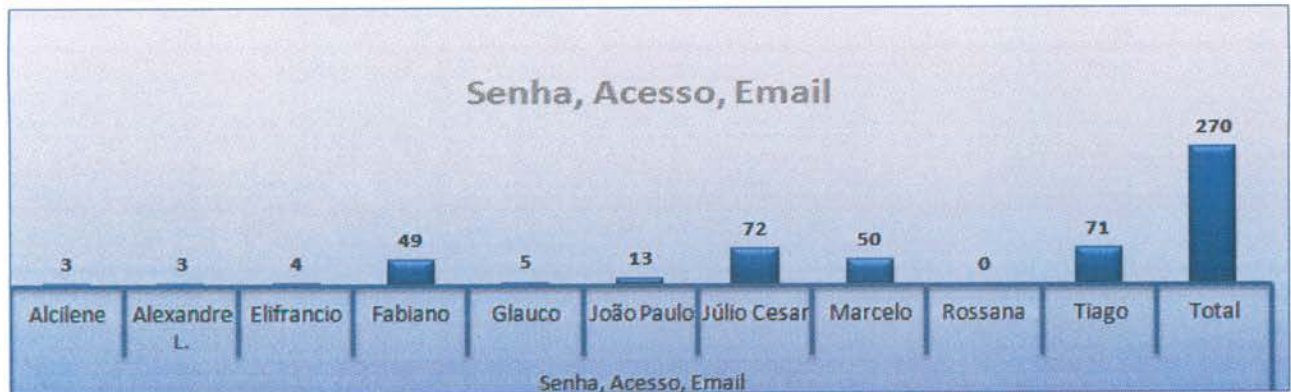 Senha, Acesso, Email
270
3
3
4
49
5
13
72
50
0
71
Alcilene
Alexandre L.
Elifrancio
Fabiano
Glauco
João Paulo
Júlio Cesar
Marcelo
Rossana
Tiago
Total
Senha, Acesso, Email